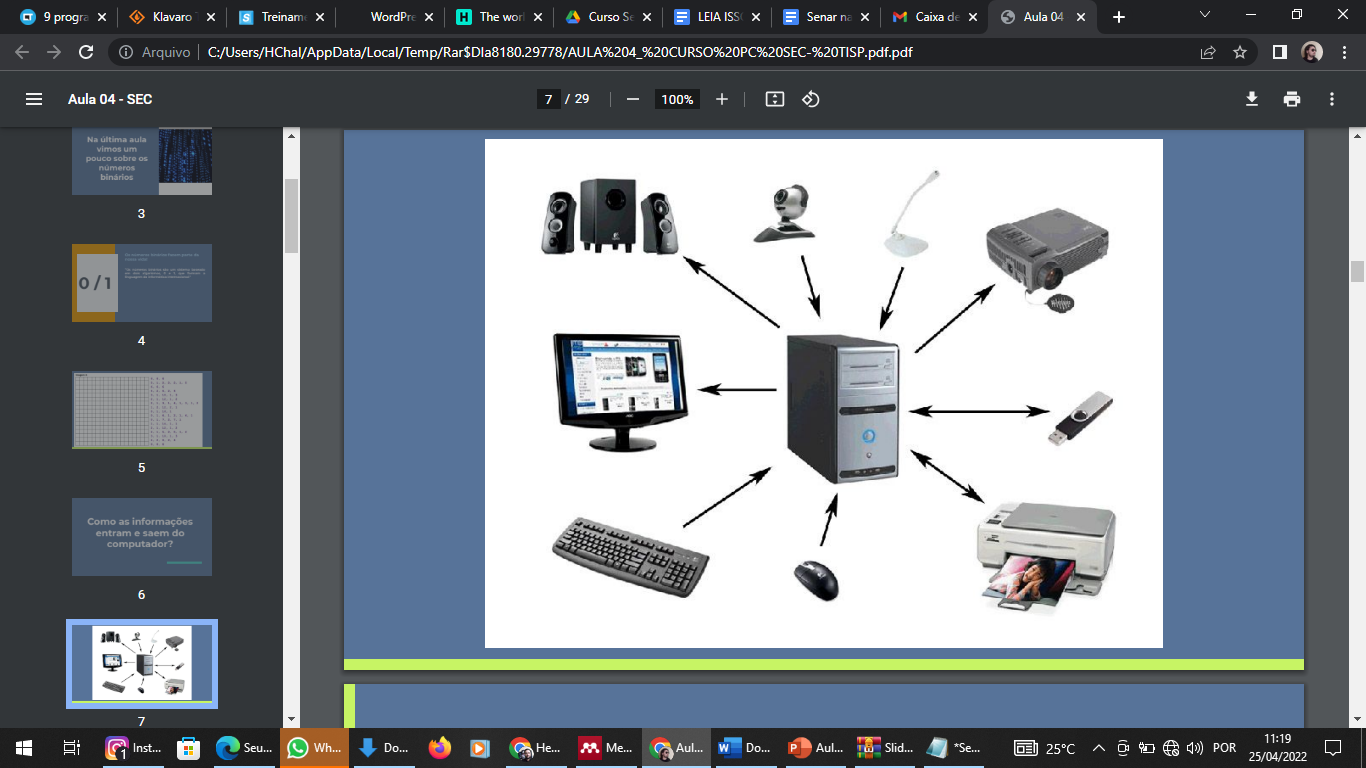 9 progra
Klavaro
Treiname
WordPre
The worl
Curso Se
LEIA ISSO
Senar na
Caixa de
Aula 04
Arquivo
C:/Users/HChal/AppData/Local/Temp/Rar$DIa8180.29778/AULA%204_%20CURSO%20PC%20SEC-%20TISP.pdf.pdf
Aula 04 - SEC
7 / 29
100%
Na última aula
vimos um
pouco sobre os
números
binários
3
0 / 1
4
5
Como as informações
entram e saem do
computador?
6
7
Inst...
Seu...
Wh...
Do...
He...
Me...
Aul...
Do...
Aul...
Slid...
*Se...
25°C
POR
11:19
25/04/2022